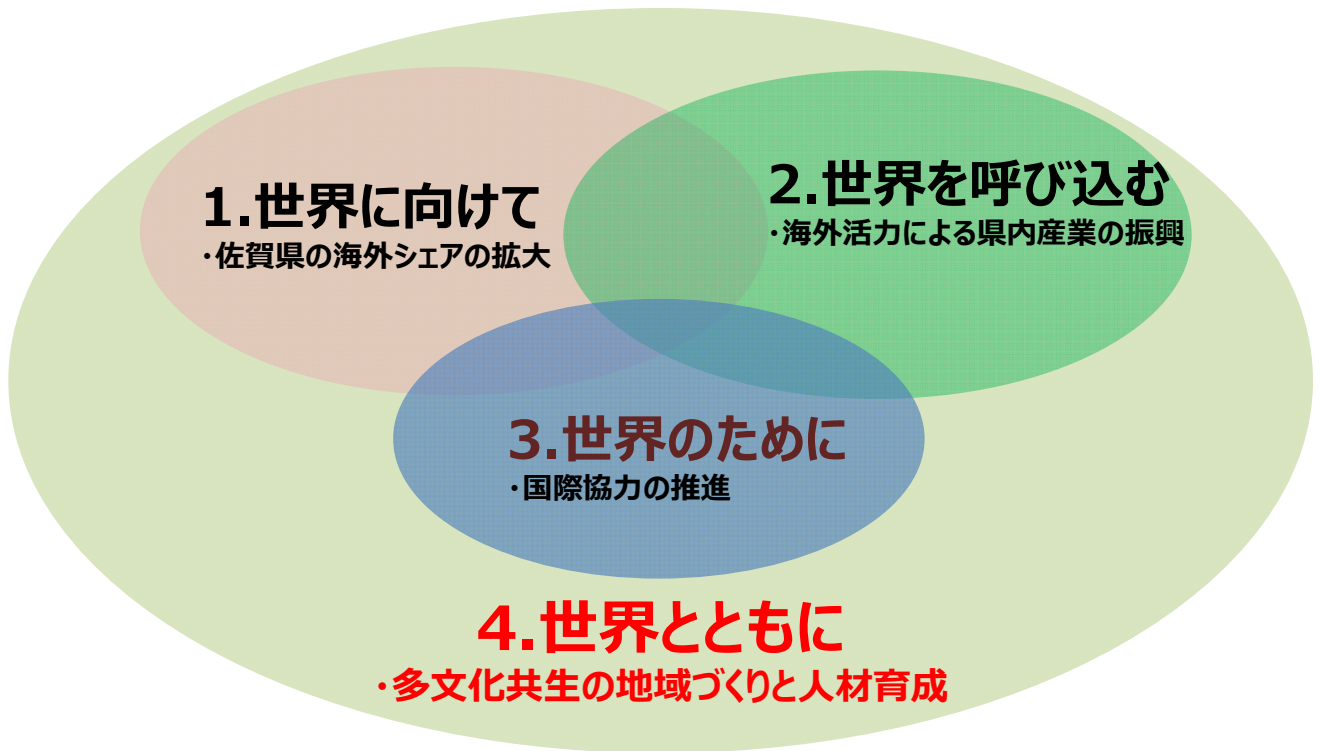 1.世界に向けて
・佐賀県の海外シェアの拡大
2.世界を呼び込む
・海外活力による県内産業の振興
3.世界のために
・国際協力の推進
4.世界とともに
・多文化共生の地域づくりと人材育成